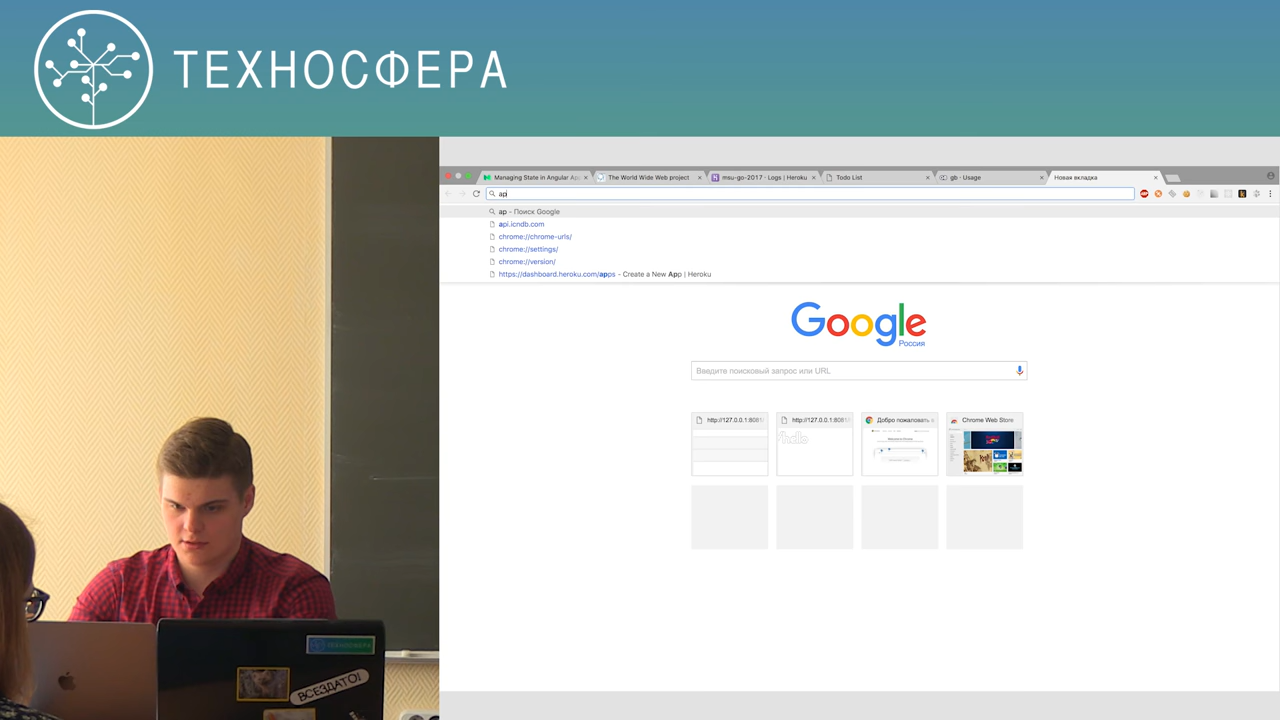 ТЕХНОСФЕРА
Managing State in Angular Ap
The World Wide Web project
msu-go-2017 · Logs | Heroku
Todo List
gb · Usage
Новая вкладка
ap
ap – Поиск Google
api.icndb.com
chrome://chrome-urls/
chrome://settings/
chrome://version/
https://dashboard.heroku.com/apps – Create a New App | Heroku
Google
Россия
Введите поисковый запрос или URL
http://127.0.0.1:8081/
http://127.0.0.1:8081/
Добро пожаловать
Chrome Web Store
ТЕХНОСФЕРА
ВСЕЗДАТО!